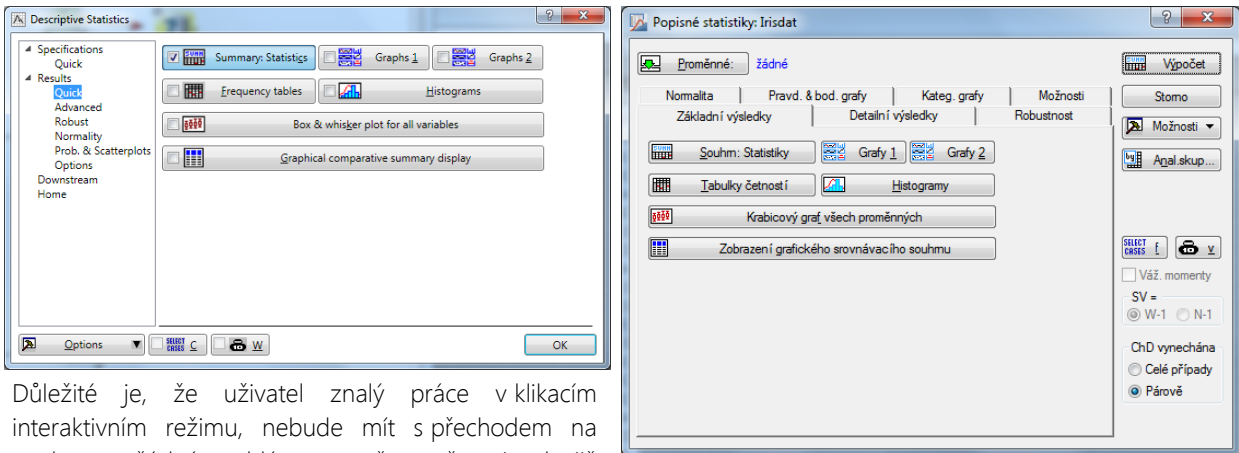 Descriptive Statistics
Specifications
Quick
Results
Quick
Advanced
Robust
Normality
Prob. & Scatterplots
Options
Downstream
Home
Summary: Statistics
Graphs 1
Graphs 2
Frequency tables
Histograms
Box & whisker plot for all variables
Graphical comparative summary display
Options
SELECT CASES C
W
OK
Důležité je, že uživatel znalý práce v klikacím
interaktivním režimu, nebude mít s přechodem na
Popisné statistiky: Irisdat
Proměnné: žádné
Normalita
Pravd. & bod. grafy
Kateg. grafy
Možnosti
Základní výsledky
Detailní výsledky
Robustnost
Souhrn: Statistiky
Grafy 1
Grafy 2
Tabulky četností
Histogramy
Krabicový graf všech proměnných
Zobrazení grafického srovnávacího souhrnu
Výpočet
Storno
Možnosti
Anal.skup...
SELECT CASES f
v
Váž. momenty
SV =
W-1 N-1
ChD vynechána
Celé případy
Párově